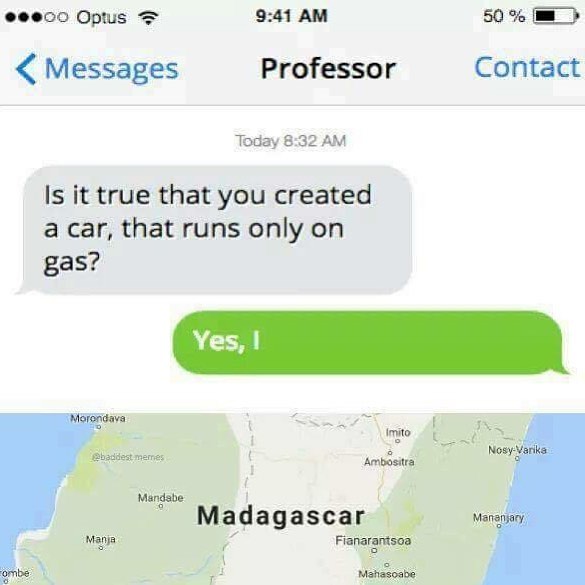 Optus 9:41 AM 50 %
Messages Professor Contact
Today 8:32 AM
Is it true that you created
a car, that runs only on
gas?
Yes, I
Morondava
Imito
Nosy-Varika
@baddest memes
Ambositra
Mandabe
Madagascar
Mananjary
Manja
Fianarantsoa
ombe
Mahasoabe